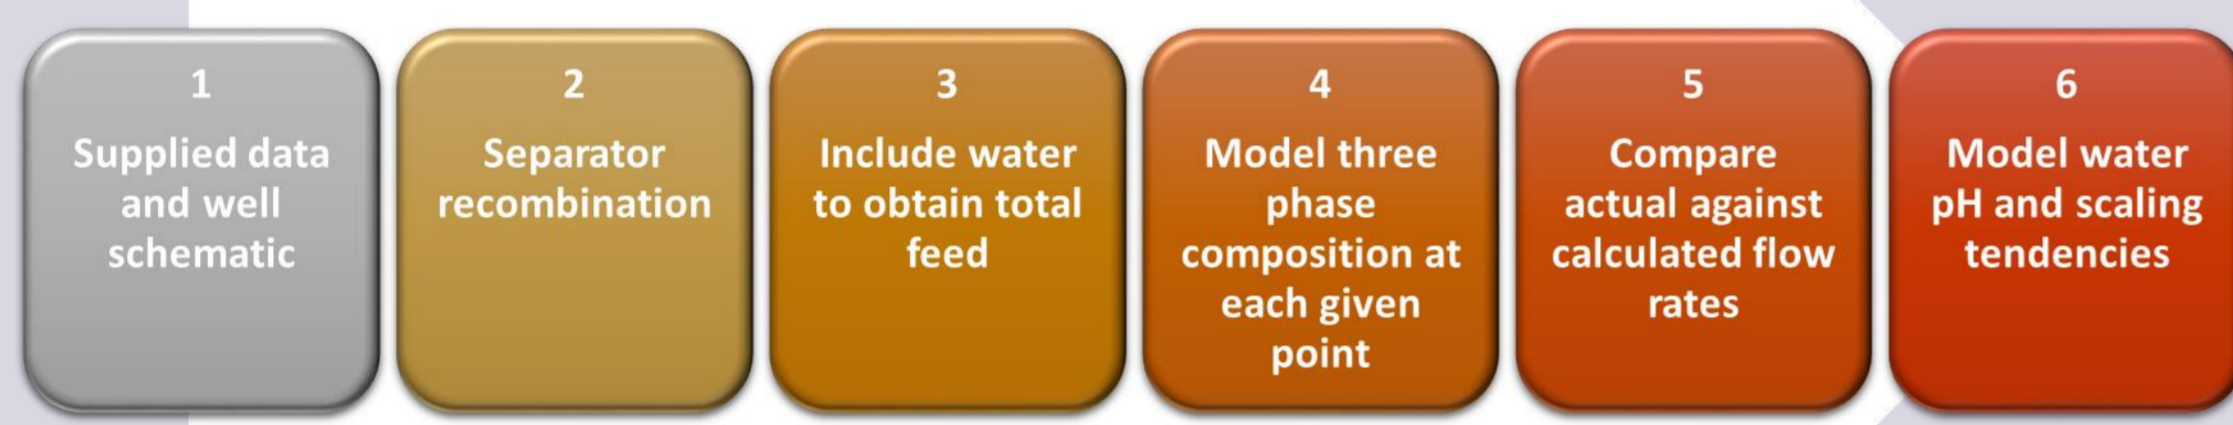 1
Supplied data
and well
schematic
2
Separator
recombination
3
Include water
to obtain total
feed
4
Model three
phase
composition at
each given
point
5
Compare
actual against
calculated flow
rates
6
Model water
pH and scaling
tendencies